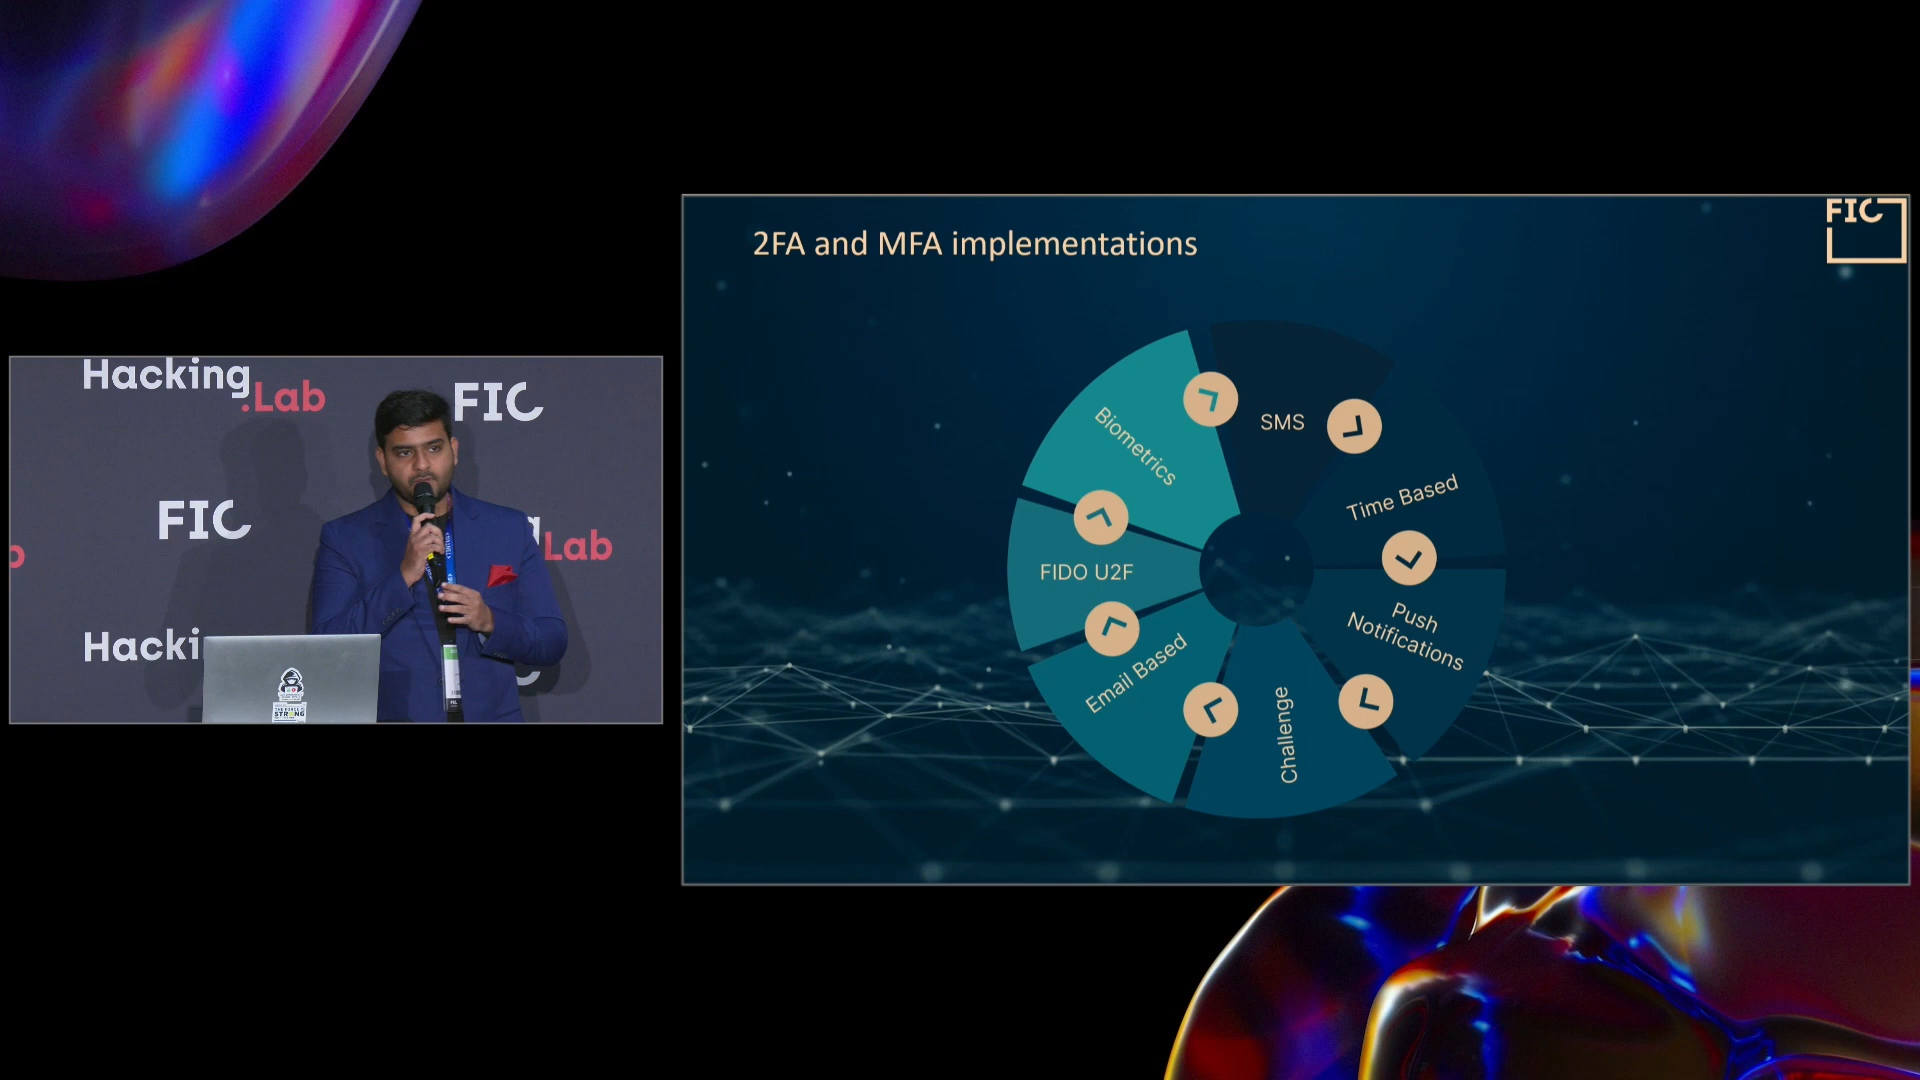 Hacking
.Lab
FIC
FIC
Lab
Hacki
STRONG
2FA and MFA implementations
FIC
SMS
Time Based
Push
Notifications
Challenge
Email Based
FIDO U2F
Biometrics